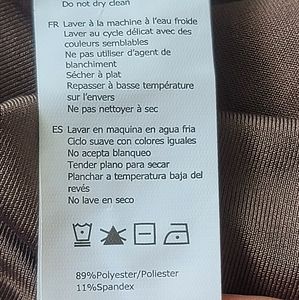 Do not dry clean
FR Laver à la machine à l'eau froide
Laver au cycle délicat avec des
couleurs semblables
Ne pas utiliser d'agent de
blanchiment
Sécher à plat
Repasser à basse température
sur l'envers
Ne pas nettoyer à sec
ES Lavar en maquina en agua fria
Ciclo suave con colores iguales
No acepta blanqueo
Tender plano para secar
Planchar a temperatura baja del
revés
No lave en seco
89%Polyester/Poliester
11%Spandex